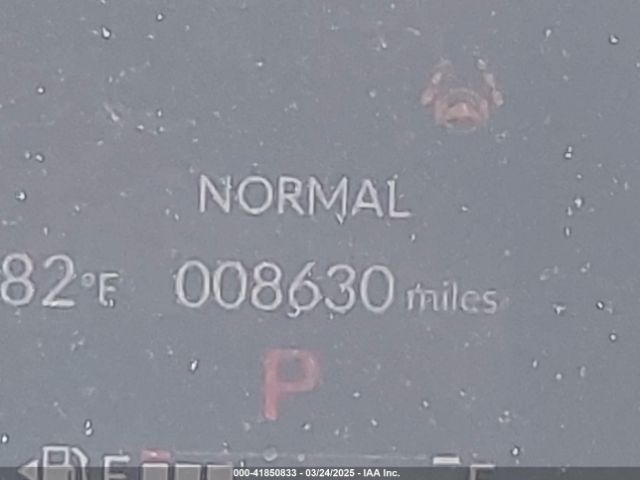 NORMAL
82°F 008630 miles
P
E F
000-41850833 - 03/24/2025 - IAA Inc.